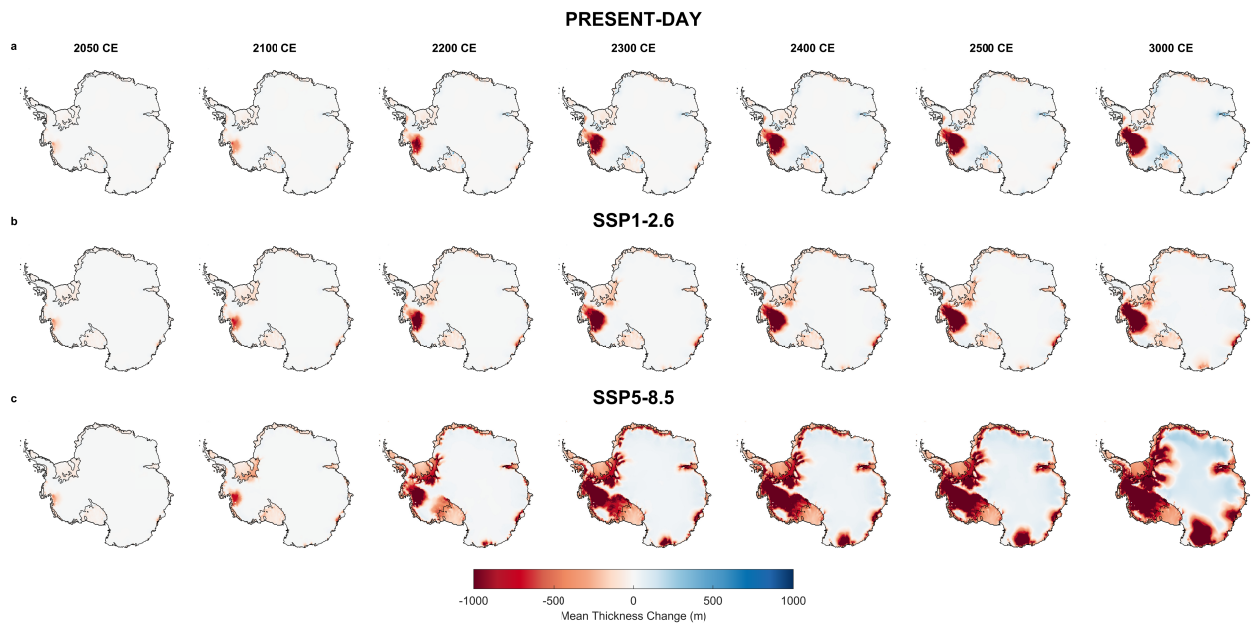 PRESENT-DAY
a
2050 CE 2100 CE 2200 CE 2300 CE 2400 CE 2500 CE 3000 CE
b
SSP1-2.6
c
SSP5-8.5
-1000 -500 0 500 1000
Mean Thickness Change (m)